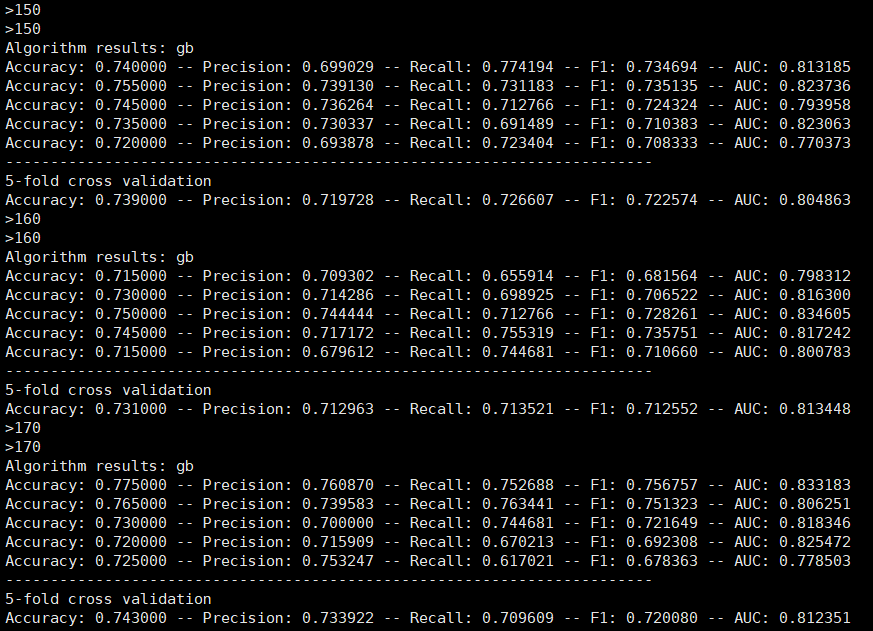 >150
>150
Algorithm results: gb
Accuracy: 0.740000 -- Precision: 0.699029 -- Recall: 0.774194 -- F1: 0.734694 -- AUC: 0.813185
Accuracy: 0.755000 -- Precision: 0.739130 -- Recall: 0.731183 -- F1: 0.735135 -- AUC: 0.823736
Accuracy: 0.745000 -- Precision: 0.736264 -- Recall: 0.712766 -- F1: 0.724324 -- AUC: 0.793958
Accuracy: 0.735000 -- Precision: 0.730337 -- Recall: 0.691489 -- F1: 0.710383 -- AUC: 0.823063
Accuracy: 0.720000 -- Precision: 0.693878 -- Recall: 0.723404 -- F1: 0.708333 -- AUC: 0.770373
------------------------------------------------------------------------
5-fold cross validation
Accuracy: 0.739000 -- Precision: 0.719728 -- Recall: 0.726607 -- F1: 0.722574 -- AUC: 0.804863
>160
>160
Algorithm results: gb
Accuracy: 0.715000 -- Precision: 0.709302 -- Recall: 0.655914 -- F1: 0.681564 -- AUC: 0.798312
Accuracy: 0.730000 -- Precision: 0.714286 -- Recall: 0.698925 -- F1: 0.706522 -- AUC: 0.816300
Accuracy: 0.750000 -- Precision: 0.744444 -- Recall: 0.712766 -- F1: 0.728261 -- AUC: 0.834605
Accuracy: 0.745000 -- Precision: 0.717172 -- Recall: 0.755319 -- F1: 0.735751 -- AUC: 0.817242
Accuracy: 0.715000 -- Precision: 0.679612 -- Recall: 0.744681 -- F1: 0.710660 -- AUC: 0.800783
------------------------------------------------------------------------
5-fold cross validation
Accuracy: 0.731000 -- Precision: 0.712963 -- Recall: 0.713521 -- F1: 0.712552 -- AUC: 0.813448
>170
>170
Algorithm results: gb
Accuracy: 0.775000 -- Precision: 0.760870 -- Recall: 0.752688 -- F1: 0.756757 -- AUC: 0.833183
Accuracy: 0.765000 -- Precision: 0.739583 -- Recall: 0.763441 -- F1: 0.751323 -- AUC: 0.806251
Accuracy: 0.730000 -- Precision: 0.700000 -- Recall: 0.744681 -- F1: 0.721649 -- AUC: 0.818346
Accuracy: 0.720000 -- Precision: 0.715909 -- Recall: 0.670213 -- F1: 0.692308 -- AUC: 0.825472
Accuracy: 0.725000 -- Precision: 0.753247 -- Recall: 0.617021 -- F1: 0.678363 -- AUC: 0.778503
------------------------------------------------------------------------
5-fold cross validation
Accuracy: 0.743000 -- Precision: 0.733922 -- Recall: 0.709609 -- F1: 0.720080 -- AUC: 0.812351